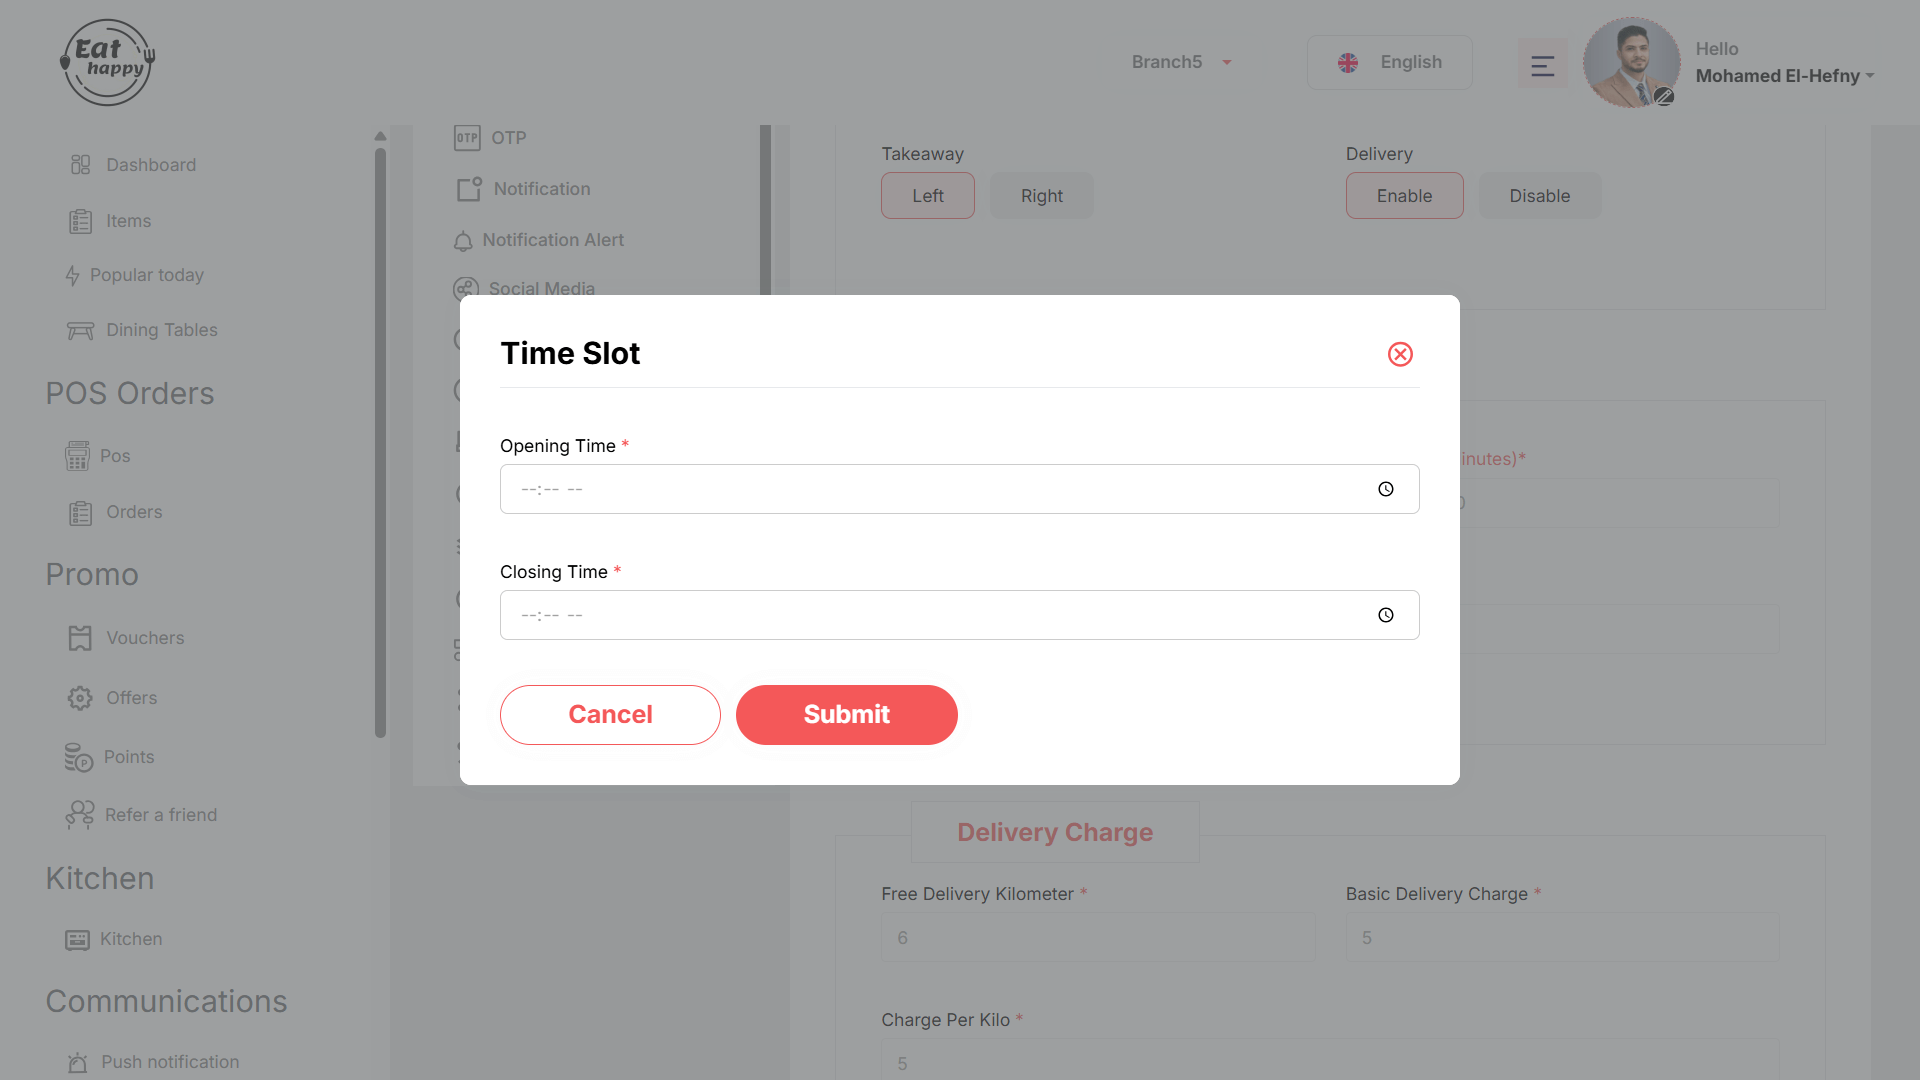 Eat
happy
Branch5
English
Hello
Mohamed El-Hefny
Dashboard
Items
Popular today
Dining Tables
POS Orders
Pos
Orders
Promo
Vouchers
Offers
Points
Refer a friend
Kitchen
Kitchen
Communications
Push notification
OTP OTP
Notification
Notification Alert
Social Media
Takeaway
Left Right
Delivery
Enable Disable
Time Slot
Opening Time *
--:-- --
Closing Time *
--:-- --
Cancel Submit
inutes)*
Delivery Charge
Free Delivery Kilometer *
6
Basic Delivery Charge *
5
Charge Per Kilo *
5